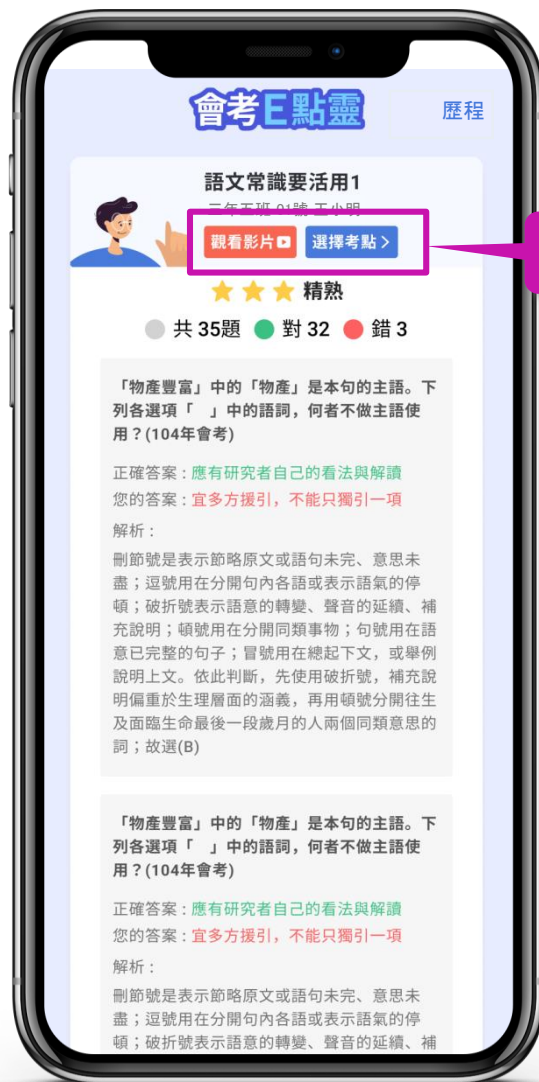 會考E點靈
歷程
語文常識要活用1
三年五班 01號 王小明
觀看影片
選擇考點 >
精熟
共 35題 對 32 錯 3
「物產豐富」中的「物產」是本句的主語。下
列各選項「 」中的語詞，何者不做主語使
用？(104年會考)
正確答案：應有研究者自己的看法與解讀
您的答案：宜多方援引，不能只獨引一項
解析：
刪節號是表示節略原文或語句未完、意思未
盡；逗號用在分開句內各語或表示語氣的停
頓；破折號表示語意的轉變、聲音的延續、補
充說明；頓號用在分開同類事物；句號用在語
意已完整的句子；冒號用在總起下文，或舉例
說明上文。依此判斷，先使用破折號，補充說
明偏重於生理層面的涵義，再用頓號分開往生
及面臨生命最後一段歲月的人兩個同類意思的
詞；故選(B)
「物產豐富」中的「物產」是本句的主語。下
列各選項「 」中的語詞，何者不做主語使
用？(104年會考)
正確答案：應有研究者自己的看法與解讀
您的答案：宜多方援引，不能只獨引一項
解析：
刪節號是表示節略原文或語句未完、意思未
盡；逗號用在分開句內各語或表示語氣的停
頓；破折號表示語意的轉變、聲音的延續、補